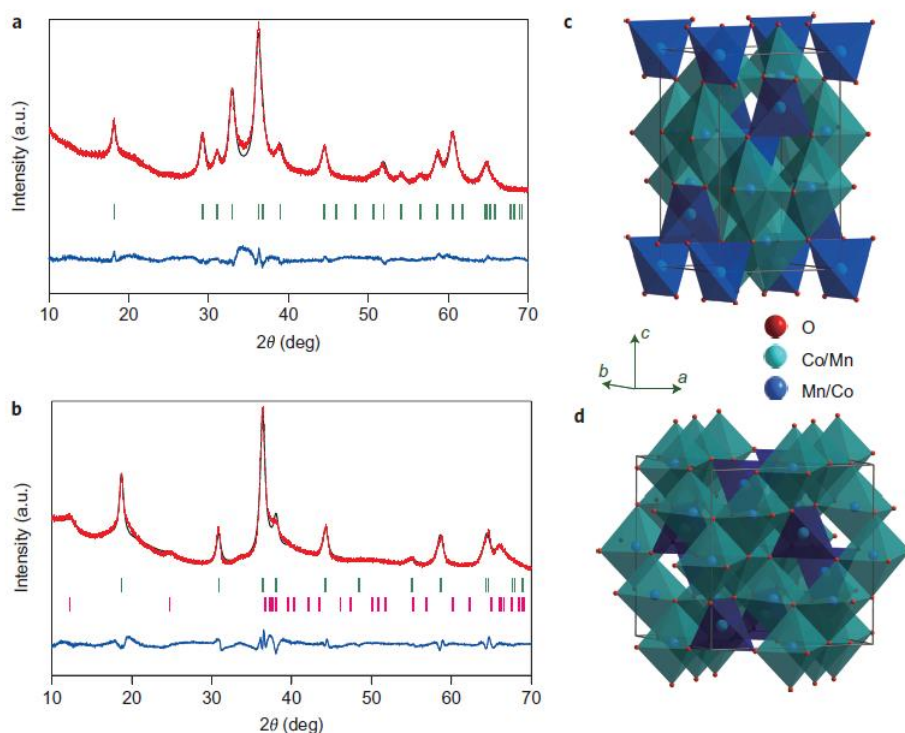 a
Intensity (a.u.)
10 20 30 40 50 60 70
2θ (deg)
b
Intensity (a.u.)
10 20 30 40 50 60 70
2θ (deg)
c
O
Co/Mn
Mn/Co
c
b
a
d